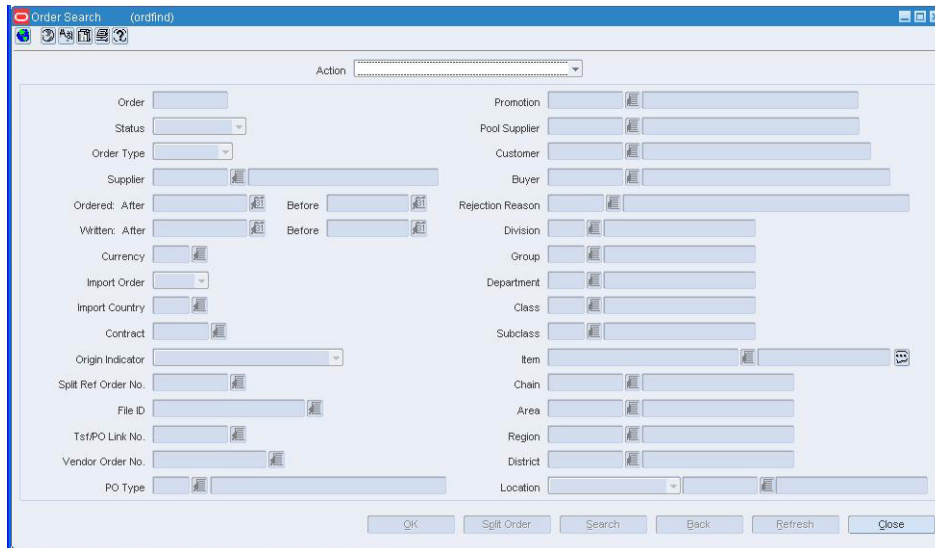 Order Search (ordfind)
Action
Order
Status
Order Type
Supplier
Ordered: After Before
Written: After Before
Currency
Import Order
Import Country
Contract
Origin Indicator
Split Ref Order No.
File ID
Tsf/PO Link No.
Vendor Order No.
PO Type
Promotion
Pool Supplier
Customer
Buyer
Rejection Reason
Division
Group
Department
Class
Subclass
Item
Chain
Area
Region
District
Location
OK Split Order Search Back Refresh Close